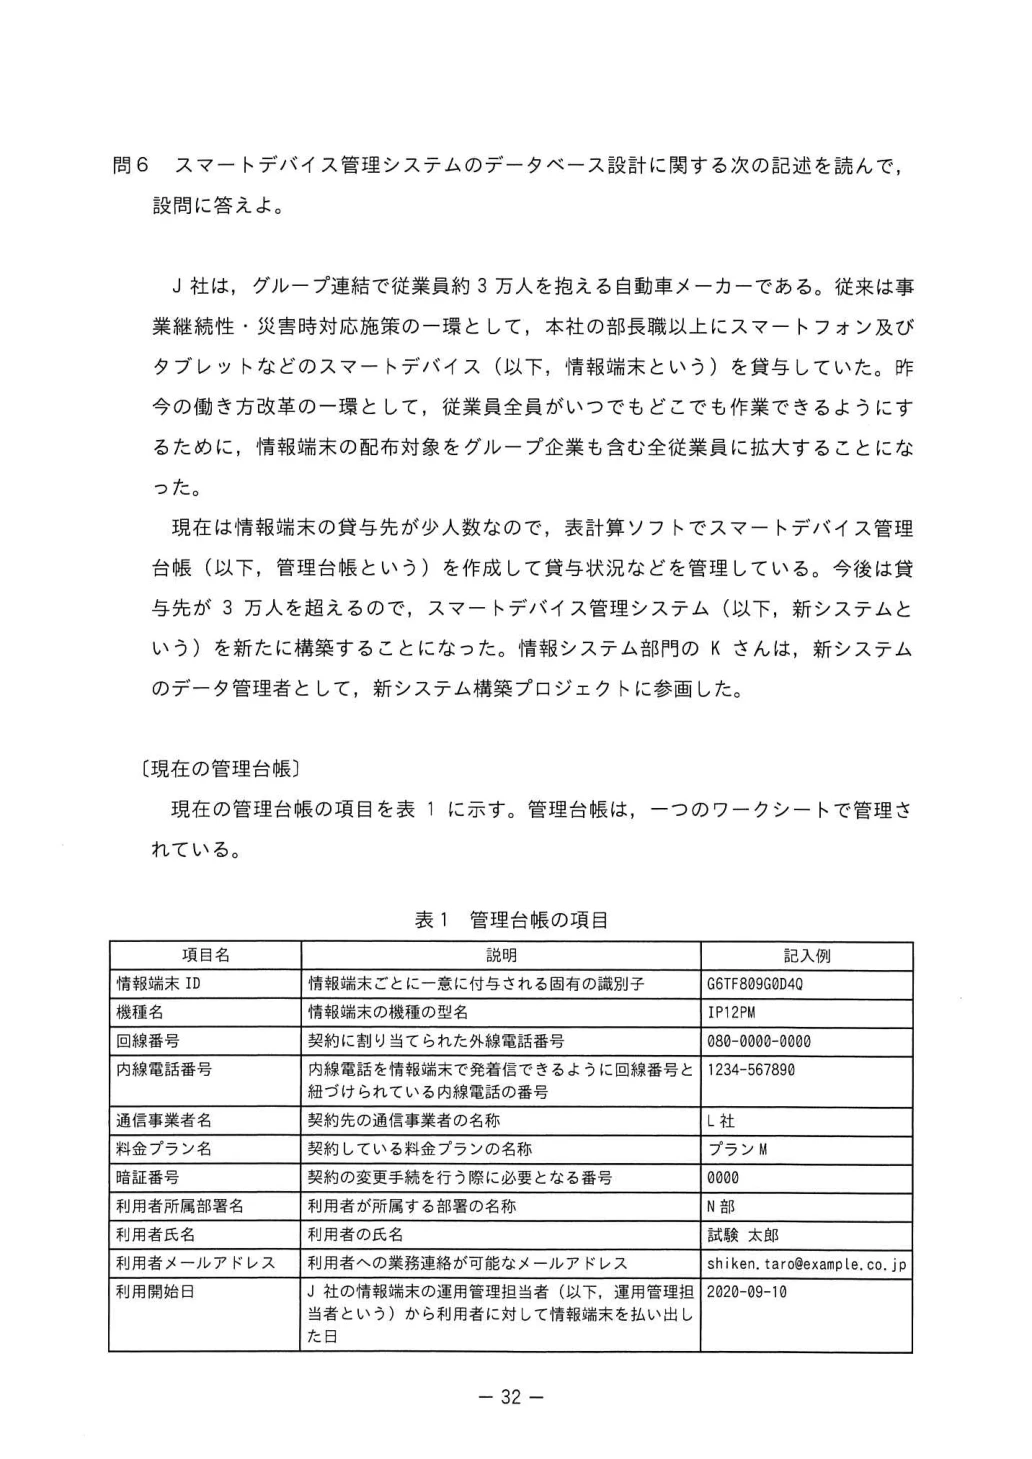 問6　スマートデバイス管理システムのデータベース設計に関する次の記述を読んで，
設問に答えよ。
J 社は，グループ連結で従業員約 3 万人を抱える自動車メーカーである。従来は事
業継続性・災害時対応施策の一環として，本社の部長職以上にスマートフォン及び
タブレットなどのスマートデバイス（以下，情報端末という）を貸与していた。昨
今の働き方改革の一環として，従業員全員がいつでもどこでも作業できるようにす
るために，情報端末の配布対象をグループ企業も含む全従業員に拡大することにな
った。
現在は情報端末の貸与先が少人数なので，表計算ソフトでスマートデバイス管理
台帳（以下，管理台帳という）を作成して貸与状況などを管理している。今後は貸
与先が 3 万人を超えるので，スマートデバイス管理システム（以下，新システムと
いう）を新たに構築することになった。情報システム部門の K さんは，新システム
のデータ管理者として，新システム構築プロジェクトに参画した。
〔現在の管理台帳〕
現在の管理台帳の項目を表 1 に示す。管理台帳は，一つのワークシートで管理さ
れている。
表1　管理台帳の項目
項目名 説明 記入例
情報端末 ID 情報端末ごとに一意に付与される固有の識別子 G6TF809G0D4Q
機種名 情報端末の機種の型名 IP12PM
回線番号 契約に割り当てられた外線電話番号 080-0000-0000
内線電話番号 内線電話を情報端末で発着信できるように回線番号と 1234-567890
紐づけられている内線電話の番号
通信事業者名 契約先の通信事業者の名称 L 社
料金プラン名 契約している料金プランの名称 プラン M
暗証番号 契約の変更手続を行う際に必要となる番号 0000
利用者所属部署名 利用者が所属する部署の名称 N 部
利用者氏名 利用者の氏名 試験 太郎
利用者メールアドレス 利用者への業務連絡が可能なメールアドレス shiken.taro@example.co.jp
利用開始日 J 社の情報端末の運用管理担当者（以下，運用管理担 2020-09-10
当者という）から利用者に対して情報端末を払い出し
た日
－ 32 －